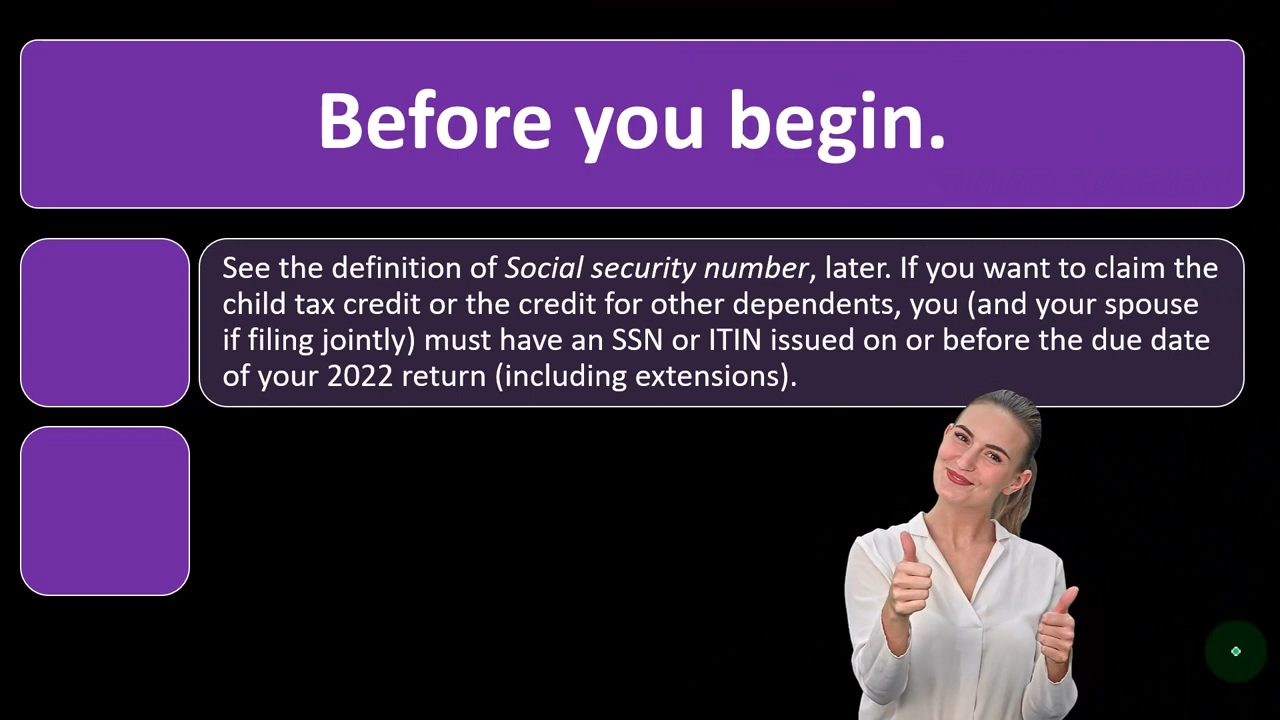 Before you begin.
See the definition of Social security number, later. If you want to claim the
child tax credit or the credit for other dependents, you (and your spouse
if filing jointly) must have an SSN or ITIN issued on or before the due date
of your 2022 return (including extensions).